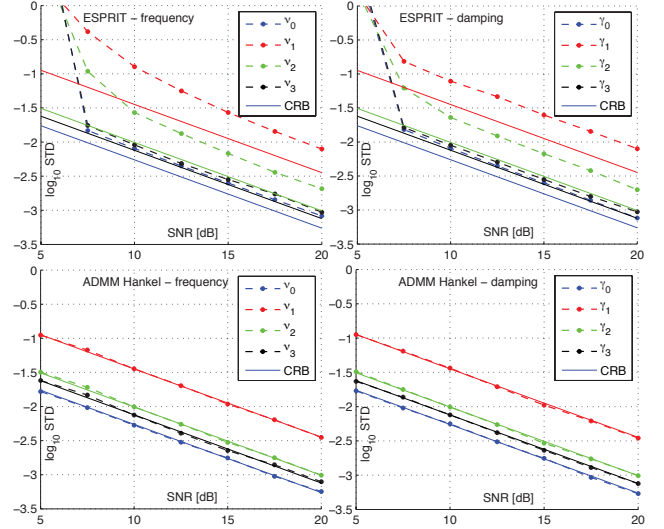 ESPRIT – frequency
ν0
ν1
ν2
ν3
CRB
log10 STD
SNR [dB]
0
−0.5
−1
−1.5
−2
−2.5
−3
−3.5
5
10
15
20
ESPRIT – damping
γ0
γ1
γ2
γ3
CRB
log10 STD
SNR [dB]
0
−0.5
−1
−1.5
−2
−2.5
−3
−3.5
5
10
15
20
ADMM Hankel – frequency
ν0
ν1
ν2
ν3
CRB
log10 STD
SNR [dB]
0
−0.5
−1
−1.5
−2
−2.5
−3
−3.5
5
10
15
20
ADMM Hankel – damping
γ0
γ1
γ2
γ3
CRB
log10 STD
SNR [dB]
0
−0.5
−1
−1.5
−2
−2.5
−3
−3.5
5
10
15
20